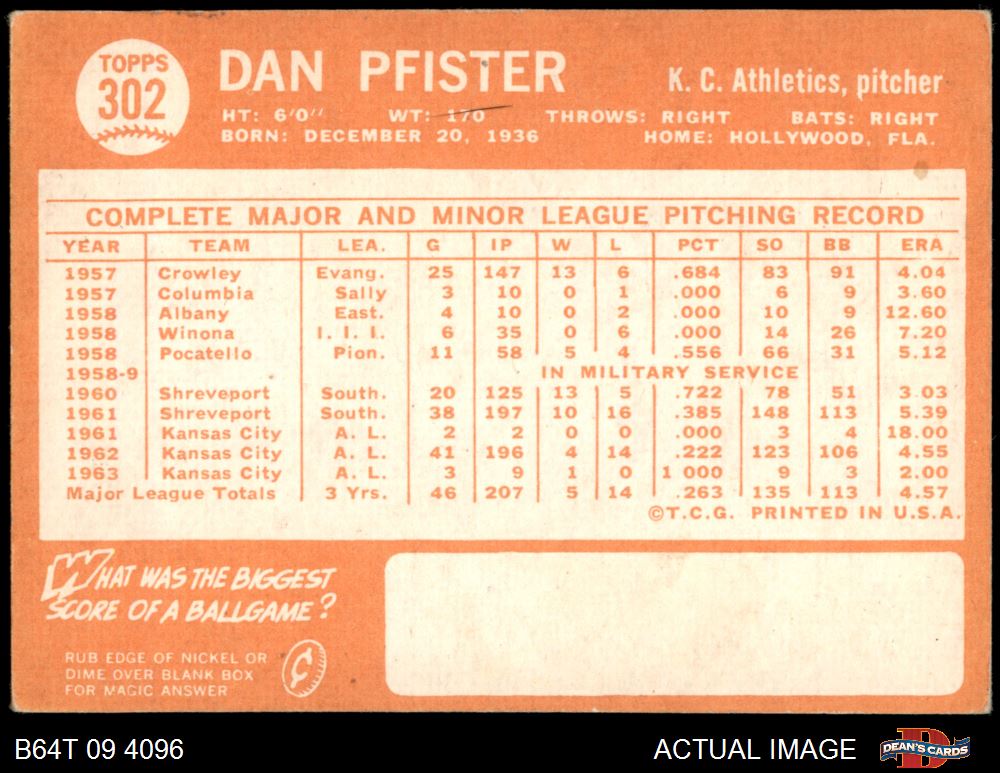 TOPPS
302
DAN PFISTER
K. C. Athletics, pitcher
HT: 6'0" WT: 170 THROWS: RIGHT BATS: RIGHT
BORN: DECEMBER 20, 1936 HOME: HOLLYWOOD, FLA.
COMPLETE MAJOR AND MINOR LEAGUE PITCHING RECORD
YEAR TEAM LEA. G IP W L PCT SO BB ERA
1957 Crowley Evang. 25 147 13 6 .684 83 91 4.04
1957 Columbia Sally 3 10 0 1 .000 6 9 3.60
1958 Albany East. 4 10 0 2 .000 10 9 12.60
1958 Winona I. I. I. 6 35 0 6 .000 14 26 7.20
1958 Pocatello Pion. 11 58 5 4 .556 66 31 5.12
1958-9 IN MILITARY SERVICE
1960 Shreveport South. 20 125 13 5 .722 78 51 3.03
1961 Shreveport South. 38 197 10 16 .385 148 113 5.39
1961 Kansas City A. L. 2 2 0 0 .000 3 4 18.00
1962 Kansas City A. L. 41 196 4 14 .222 123 106 4.55
1963 Kansas City A. L. 3 9 1 0 1 000 9 3 2.00
Major League Totals 3 Yrs. 46 207 5 14 .263 135 113 4.57
©T.C.G. PRINTED IN U.S.A.
WHAT WAS THE BIGGEST
SCORE OF A BALLGAME?
RUB EDGE OF NICKEL OR
DIME OVER BLANK BOX
FOR MAGIC ANSWER
¢
B64T 09 4096
ACTUAL IMAGE
DEAN'S CARDS